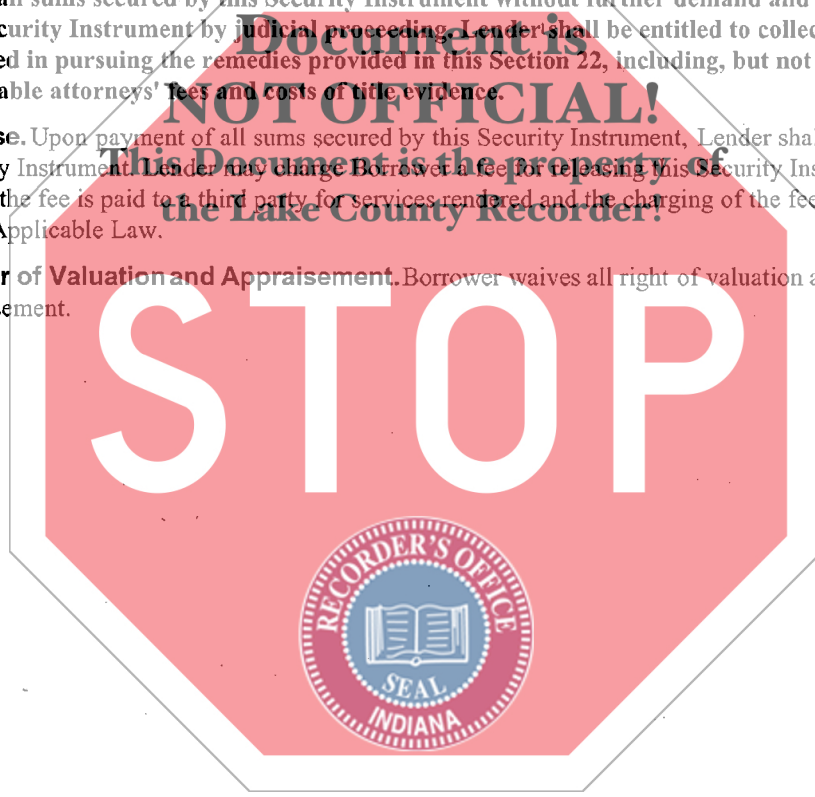 all sums secured by this Security Instrument without further demand and
curity Instrument by judicial proceeding. Lender shall be entitled to collec
ed in pursuing the remedies provided in this Section 22, including, but not
able attorneys' fees and costs of title evidence.
Document is
NOT OFFICIAL!
This Document is the property of
the Lake County Recorder!
se. Upon payment of all sums secured by this Security Instrument, Lender shal
y Instrument. Lender may charge Borrower a fee for releasing this Security Ins
the fee is paid to a third party for services rendered and the charging of the fee
Applicable Law.
r of Valuation and Appraisement. Borrower waives all right of valuation a
sement.
STOP
RECORDER'S OFFICE
SEAL
INDIANA